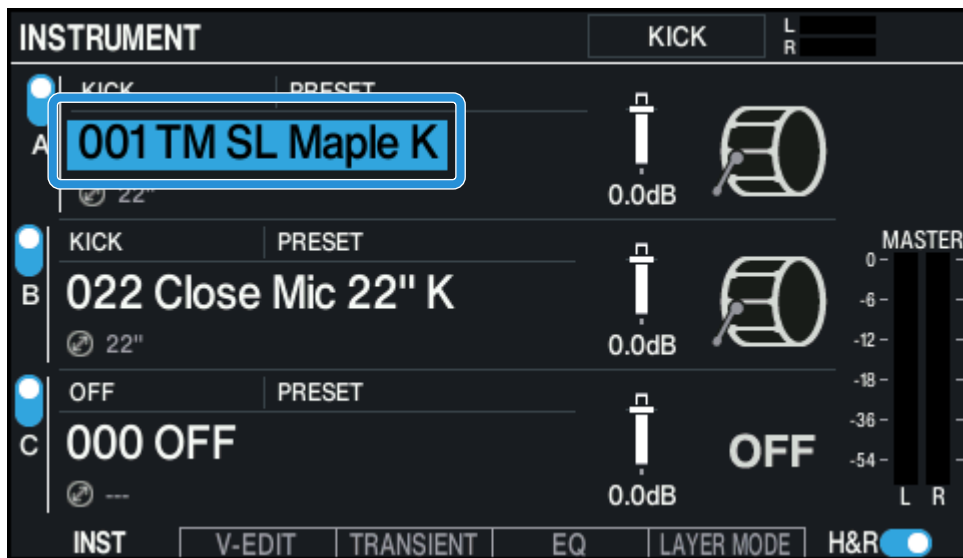 INSTRUMENT KICK L
R
KICK PRESET
A 001 TM SL Maple K
22" 0.0dB
KICK PRESET MASTER
B 022 Close Mic 22" K
22" 0.0dB
OFF PRESET
C 000 OFF OFF
--- 0.0dB
0
-6
-12
-18
-36
-54
L R
INST V-EDIT TRANSIENT EQ LAYER MODE H&R